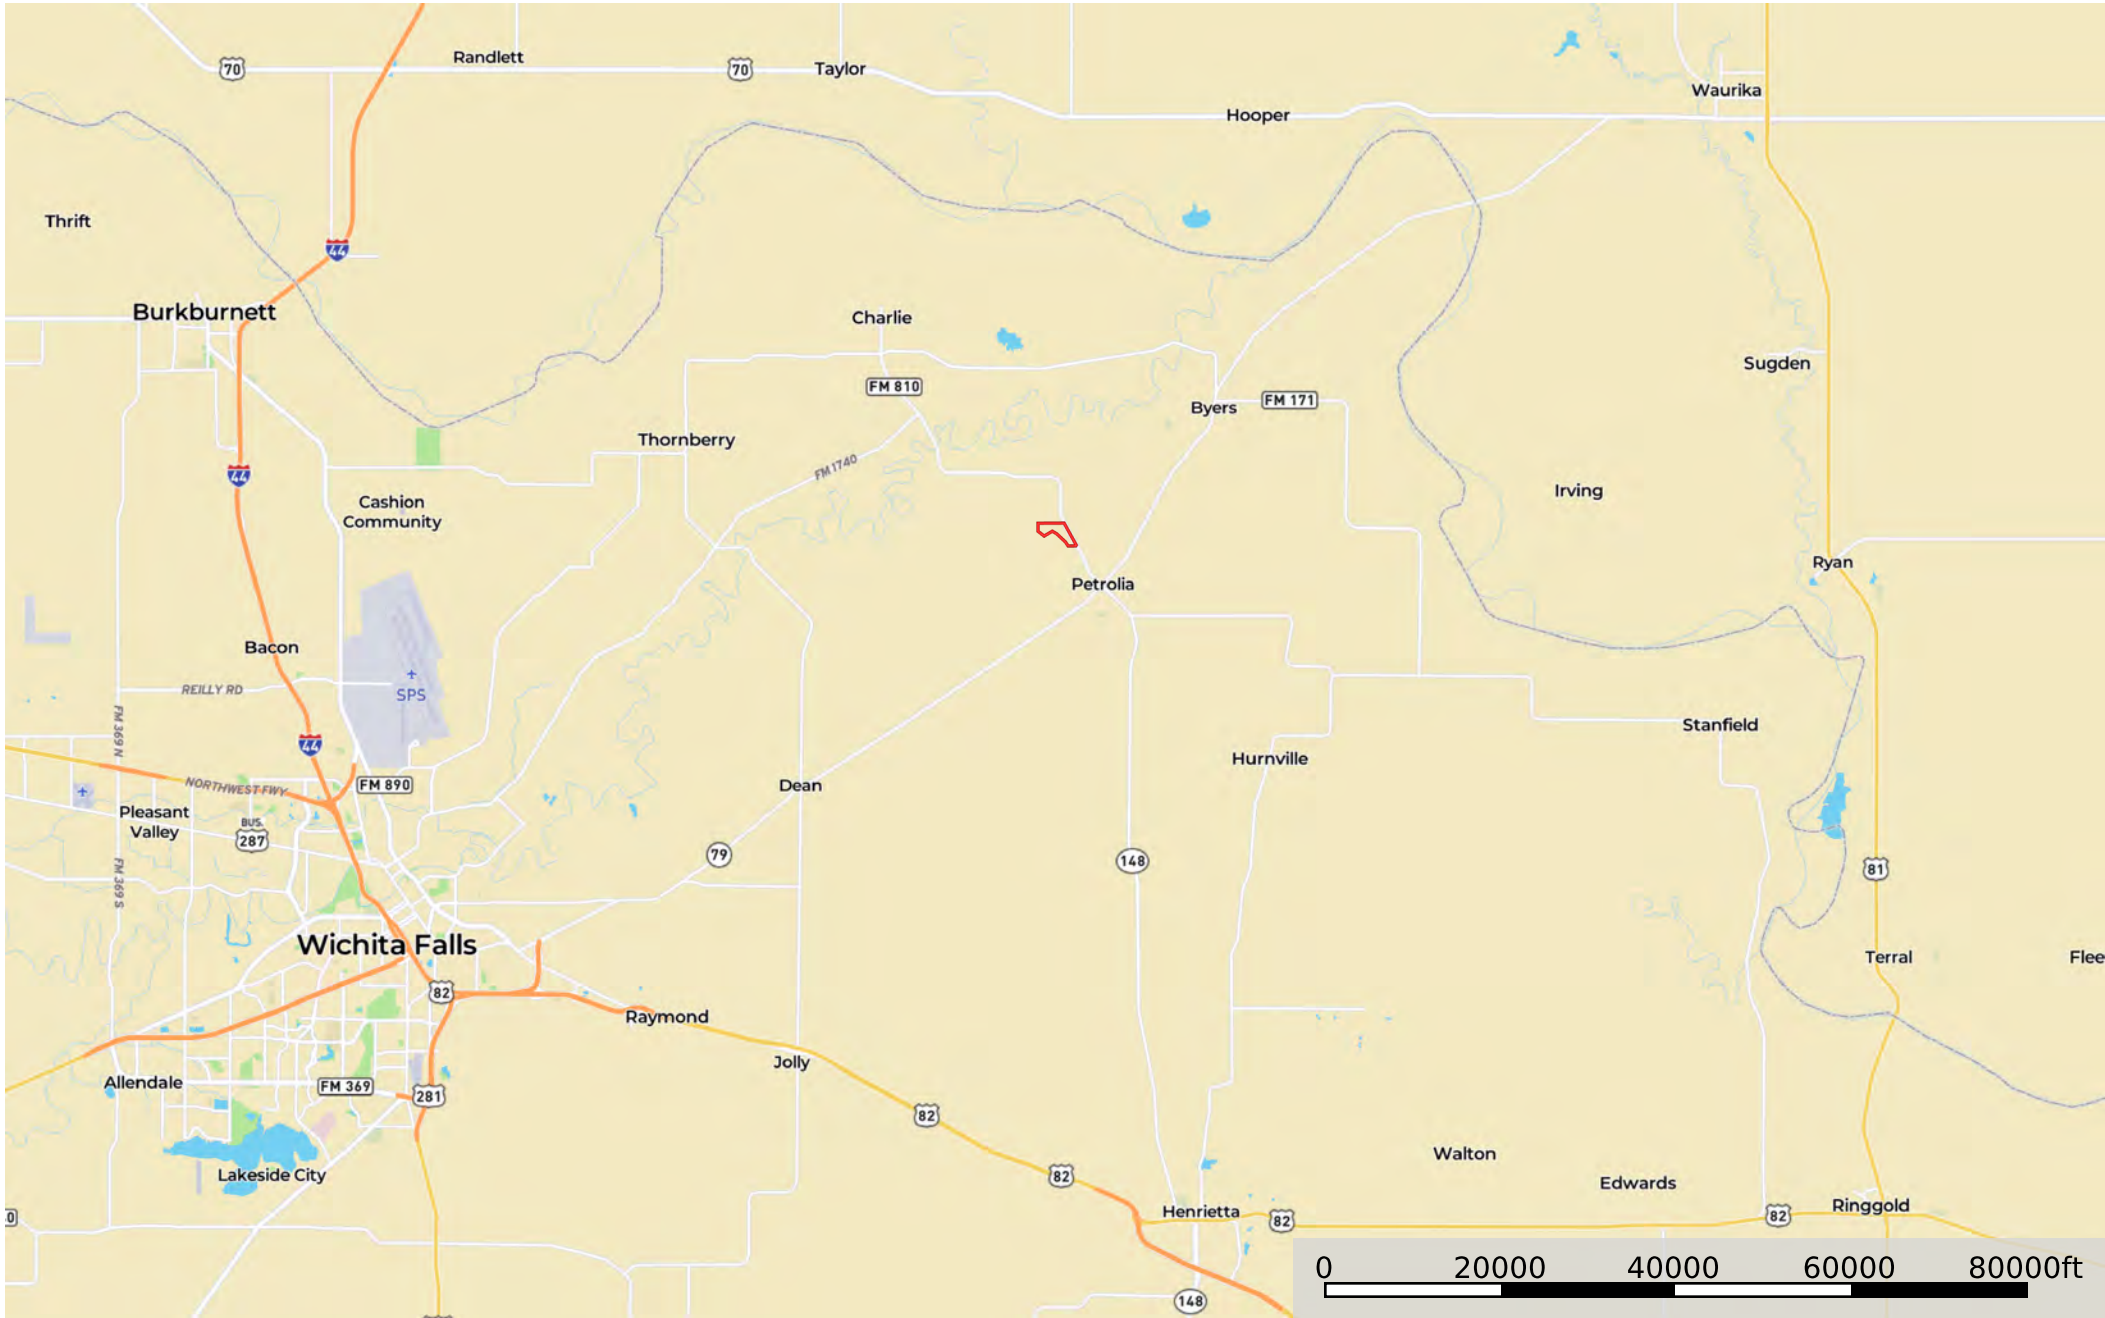 Randlett
70
70
Taylor
Waurika
Hooper
Thrift
44
Burkburnett
Charlie
Sugden
FM 810
FM 171
Byers
Thornberry
FM 1740
44
Irving
Cashion
Community
Ryan
Petrolia
Bacon
REILLY RD
SPS
FM 369 N
Stanfield
44
Hurnville
NORTHWEST FWY
FM 890
Dean
Pleasant
Valley
BUS.
287
79
148
81
FM 369 S
Wichita Falls
Terral
Flee
82
Raymond
Jolly
Allendale
FM 369
281
82
Walton
82
Lakeside City
Edwards
Ringgold
Henrietta
82
82
0
148
0 20000 40000 60000 80000ft